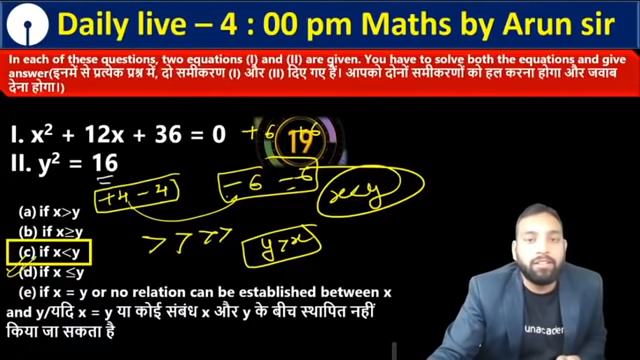 Daily live – 4 : 00 pm Maths by Arun sir
In each of these questions, two equations (I) and (II) are given. You have to solve both the equations and give
answer(इनमें से प्रत्येक प्रश्न में, दो समीकरण (I) और (II) दिए गए हैं। आपको दोनों समीकरणों को हल करना होगा और जवाब
देना होगा।)
I. x² + 12x + 36 = 0 +6 +6
19
II. y² = 16
+4 -4
-6 -6
x<y
> > > >
y>x
(a) if x>y
(b) if x≥y
(c) if x<y
(d) if x ≤y
(e) if x = y or no relation can be established between x
and y/यदि x = y या कोई संबंध x और y के बीच स्थापित नहीं
किया जा सकता है
unacademy